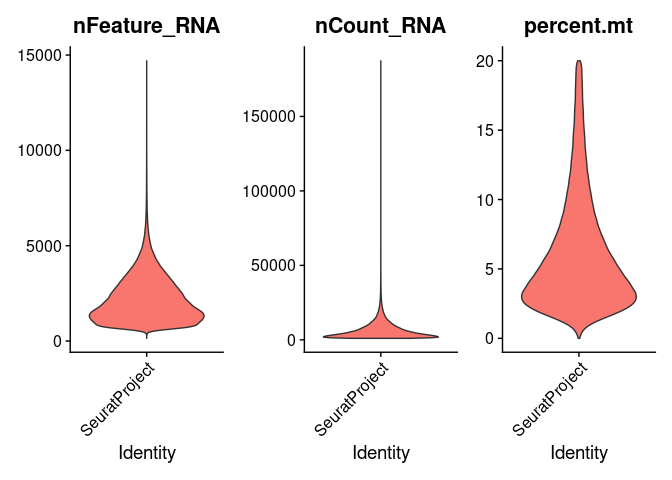 nFeature_RNA
15000
10000
5000
0
SeuratProject
Identity
nCount_RNA
150000
100000
50000
0
SeuratProject
Identity
percent.mt
20
15
10
5
0
SeuratProject
Identity